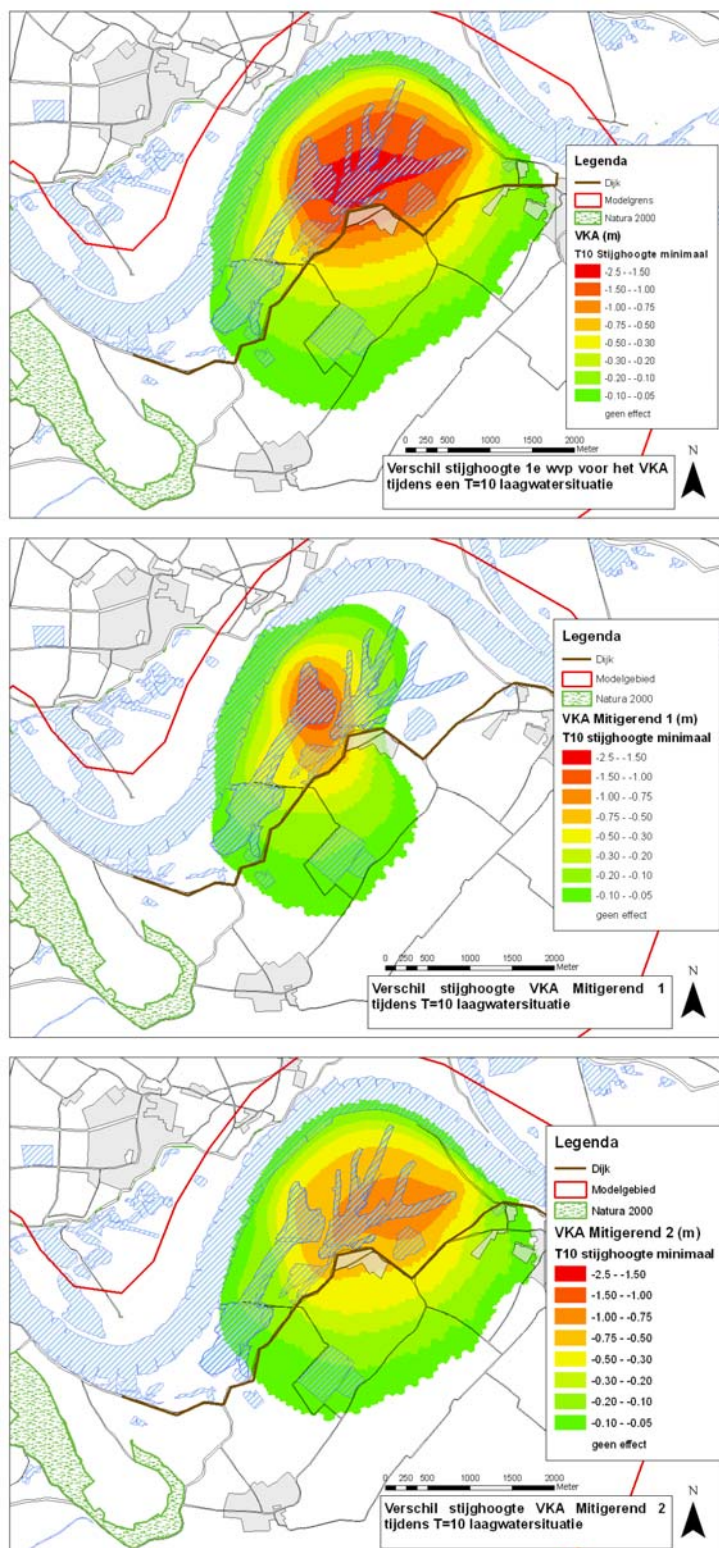 Legenda
Dijk
Modelgrens
Natura 2000
VKA (m)
T10 Stijghoogte minimaal
-2.5 - -1.50
-1.50 - -1.00
-1.00 - -0.75
-0.75 - -0.50
-0.50 - -0.30
-0.30 - -0.20
-0.20 - -0.10
-0.10 - -0.05
geen effect
0 250 500 1000 1500 2000
Meter
N
Verschil stijghoogte 1e wvp voor het VKA
tijdens een T=10 laagwatersituatie
Legenda
Dijk
Modelgebied
Natura 2000
VKA Mitigerend 1 (m)
T10 stijghoogte minimaal
-2.5 - -1.50
-1.50 - -1.00
-1.00 - -0.75
-0.75 - -0.50
-0.50 - -0.30
-0.30 - -0.20
-0.20 - -0.10
-0.10 - -0.05
geen effect
0 250 500 1000 1500 2000
Meter
N
Verschil stijghoogte VKA Mitigerend 1
tijdens T=10 laagwatersituatie
Legenda
Dijk
Modelgebied
Natura 2000
VKA Mitigerend 2 (m)
T10 stijghoogte minimaal
-2.5 - -1.50
-1.50 - -1.00
-1.00 - -0.75
-0.75 - -0.50
-0.50 - -0.30
-0.30 - -0.20
-0.20 - -0.10
-0.10 - -0.05
geen effect
0 250 500 1000 1500 2000
Meter
N
Verschil stijghoogte VKA Mitigerend 2
tijdens T=10 laagwatersituatie